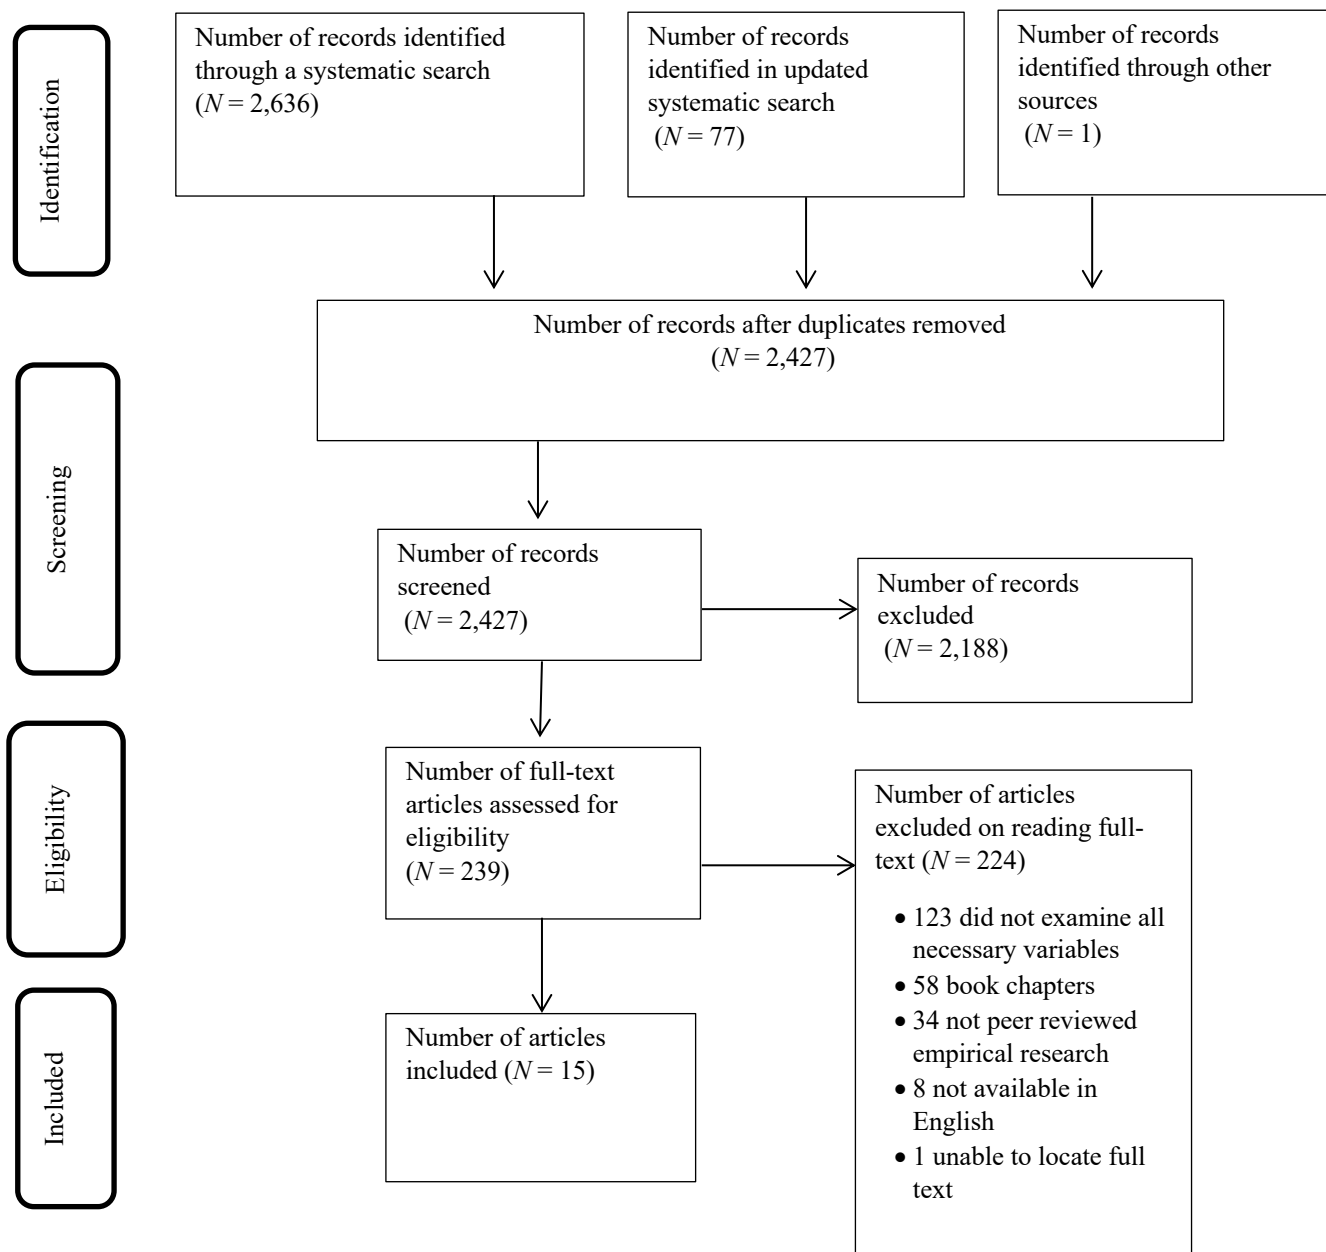 Identification
Number of records identified
through a systematic search
(N = 2,636)
Number of records
identified in updated
systematic search
(N = 77)
Number of records
identified through other
sources
(N = 1)
Number of records after duplicates removed
(N = 2,427)
Screening
Number of records
screened
(N = 2,427)
Number of records
excluded
(N = 2,188)
Eligibility
Number of full-text
articles assessed for
eligibility
(N = 239)
Number of articles
excluded on reading full-
text (N = 224)
• 123 did not examine all
necessary variables
• 58 book chapters
• 34 not peer reviewed
empirical research
• 8 not available in
English
• 1 unable to locate full
text
Included
Number of articles
included (N = 15)